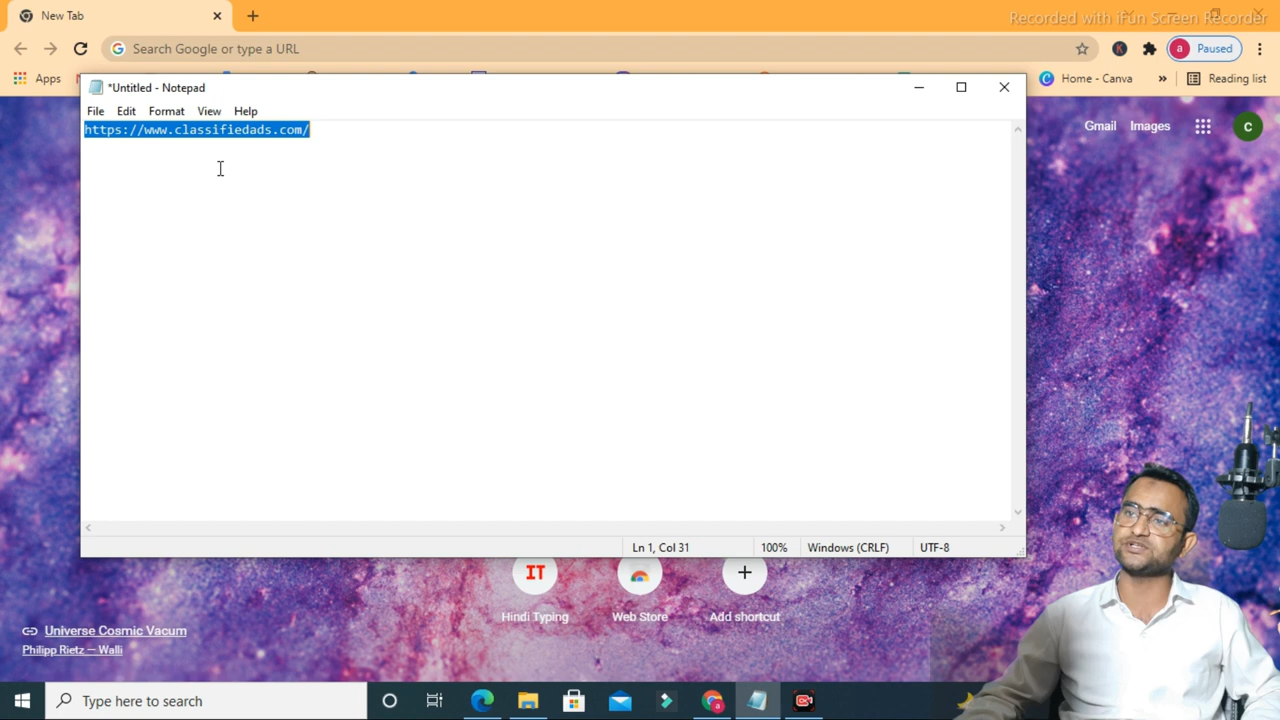 New Tab
Recorded with iFun Screen Recorder
Search Google or type a URL
a Paused
Apps
Home - Canva
»
Reading list
*Untitled - Notepad
File Edit Format View Help
https://www.classifiedads.com/
Gmail Images
C
Ln 1, Col 31 100% Windows (CRLF) UTF-8
IT
Hindi Typing Web Store Add shortcut
Universe Cosmic Vacum
Philipp Rietz — Walli
Type here to search